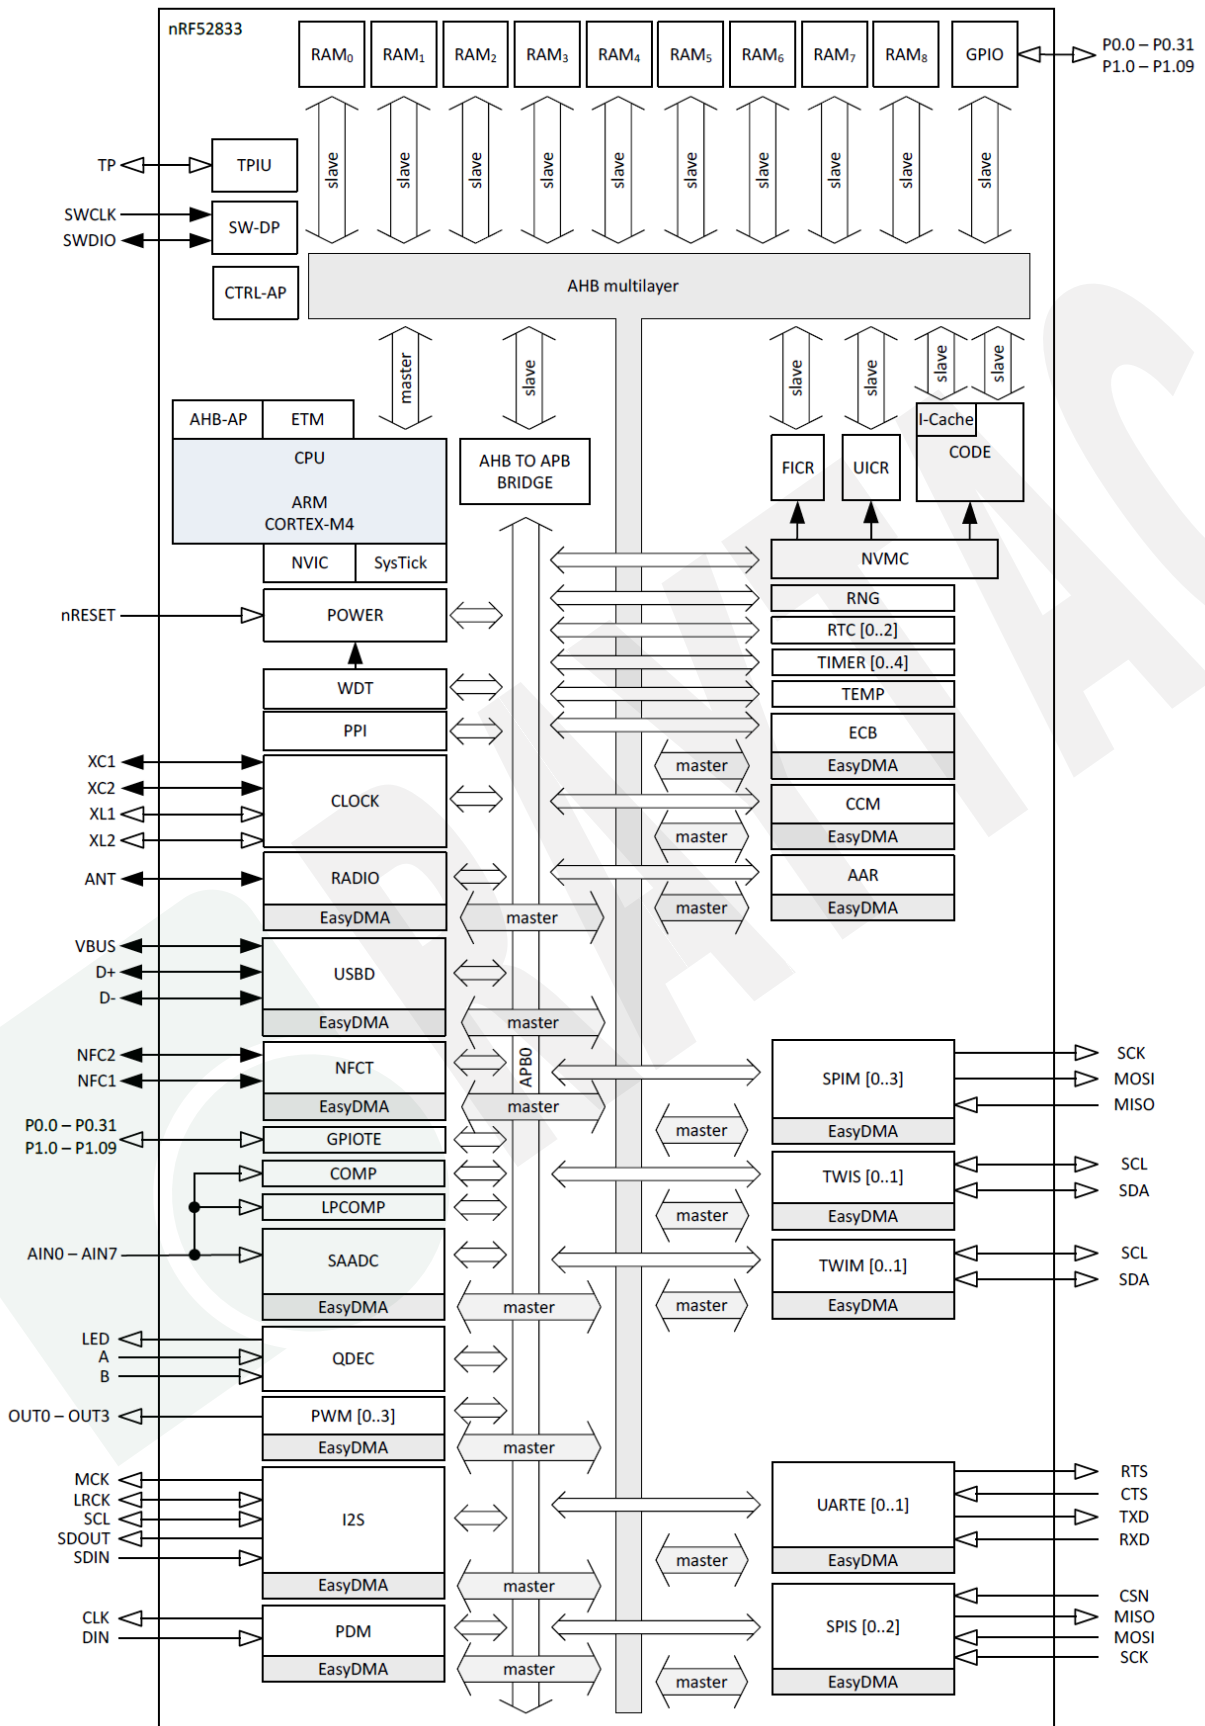 nRF52833
RAM0 RAM1 RAM2 RAM3 RAM4 RAM5 RAM6 RAM7 RAM8 GPIO
P0.0 – P0.31
P1.0 – P1.09
slave slave slave slave slave slave slave slave slave slave
TP TPIU
SWCLK
SWDIO
SW-DP
CTRL-AP
AHB multilayer
master slave slave slave slave slave
AHB-AP ETM
CPU
ARM
CORTEX-M4
NVIC SysTick
AHB TO APB
BRIDGE
FICR UICR
I-Cache
CODE
NVMC
nRESET POWER
RNG
RTC [0..2]
TIMER [0..4]
WDT
TEMP
PPI
ECB
master EasyDMA
XC1
XC2
XL1
XL2
CLOCK
CCM
master EasyDMA
ANT RADIO
EasyDMA master
AAR
master EasyDMA
VBUS
D+
D-
USBD
EasyDMA master
APB0
NFC2
NFC1
NFCT
EasyDMA master
SPIM [0..3]
master EasyDMA
SCK
MOSI
MISO
P0.0 – P0.31
P1.0 – P1.09
GPIOTE
COMP
LPCOMP
TWIS [0..1]
master EasyDMA
SCL
SDA
AIN0 – AIN7 SAADC
EasyDMA master
TWIM [0..1]
master EasyDMA
SCL
SDA
LED
A
B
QDEC
OUT0 – OUT3 PWM [0..3]
EasyDMA master
MCK
LRCK
SCL
SDOUT
SDIN
I2S
EasyDMA master
UARTE [0..1]
master EasyDMA
RTS
CTS
TXD
RXD
CLK
DIN
PDM
EasyDMA master
SPIS [0..2]
master EasyDMA
CSN
MISO
MOSI
SCK
RAYTAC